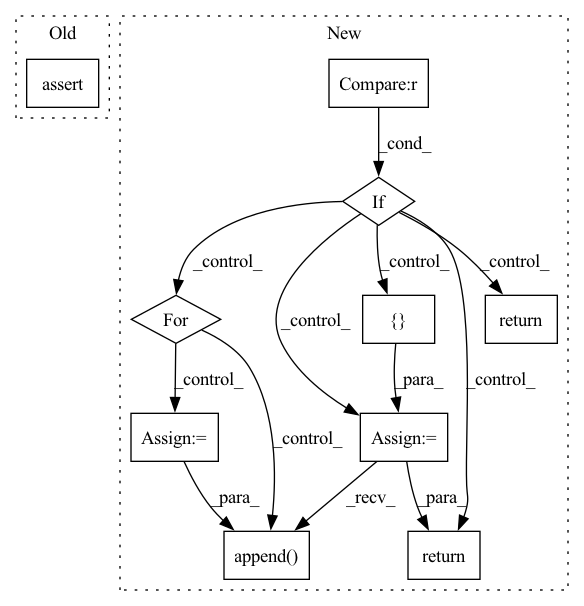 Old
New
assert
Compare:r
_cond_
If
_control_
_control_
_control_
For
_control_
{}
return
_control_
_control_
_control_
_para_
Assign:=
Assign:=
_para_
_recv_
_para_
append()
return